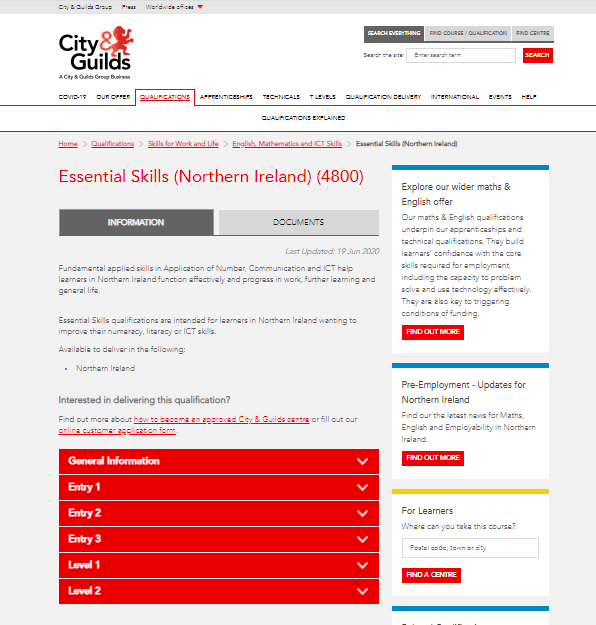 City & Guilds Group Press Worldwide offices
City& Guilds
A City & Guilds Group Business
SEARCH EVERYTHING FIND COURSE / QUALIFICATION FIND CENTRE
Search the site: Enter search term SEARCH
COVID-19 OUR OFFER QUALIFICATIONS APPRENTICESHIPS TECHNICALS T LEVELS QUALIFICATION DELIVERY INTERNATIONAL EVENTS HELP
QUALIFICATIONS EXPLAINED
Home > Qualifications > Skills for Work and Life > English, Mathematics and ICT Skills > Essential Skills (Northern Ireland)
Essential Skills (Northern Ireland) (4800)
INFORMATION DOCUMENTS
Last Updated: 19 Jun 2020
Fundamental applied skills in Application of Number, Communication and ICT help
learners in Northern Ireland function effectively and progress in work, further learning and
general life.
Essential Skills qualifications are intended for learners in Northern Ireland wanting to
improve their numeracy, literacy or ICT skills.
Available to deliver in the following:
• Northern Ireland
Interested in delivering this qualification?
Find out more about how to become an approved City & Guilds centre or fill out our
online customer application form.
General Information
Entry 1
Entry 2
Entry 3
Level 1
Level 2
Explore our wider maths &
English offer
Our maths & English qualifications
underpin our apprenticeships and
technical qualifications. They build
learners' confidence with the core
skills required for employment,
including the capacity to problem
solve and use technology effectively.
They are also key to triggering
conditions of funding.
FIND OUT MORE
Pre-Employment - Updates for
Northern Ireland
Find our the latest news for Maths,
English and Employability in Northern
Ireland.
FIND OUT MORE
For Learners
Where can you take this course?
Postal code, town or city
FIND A CENTRE